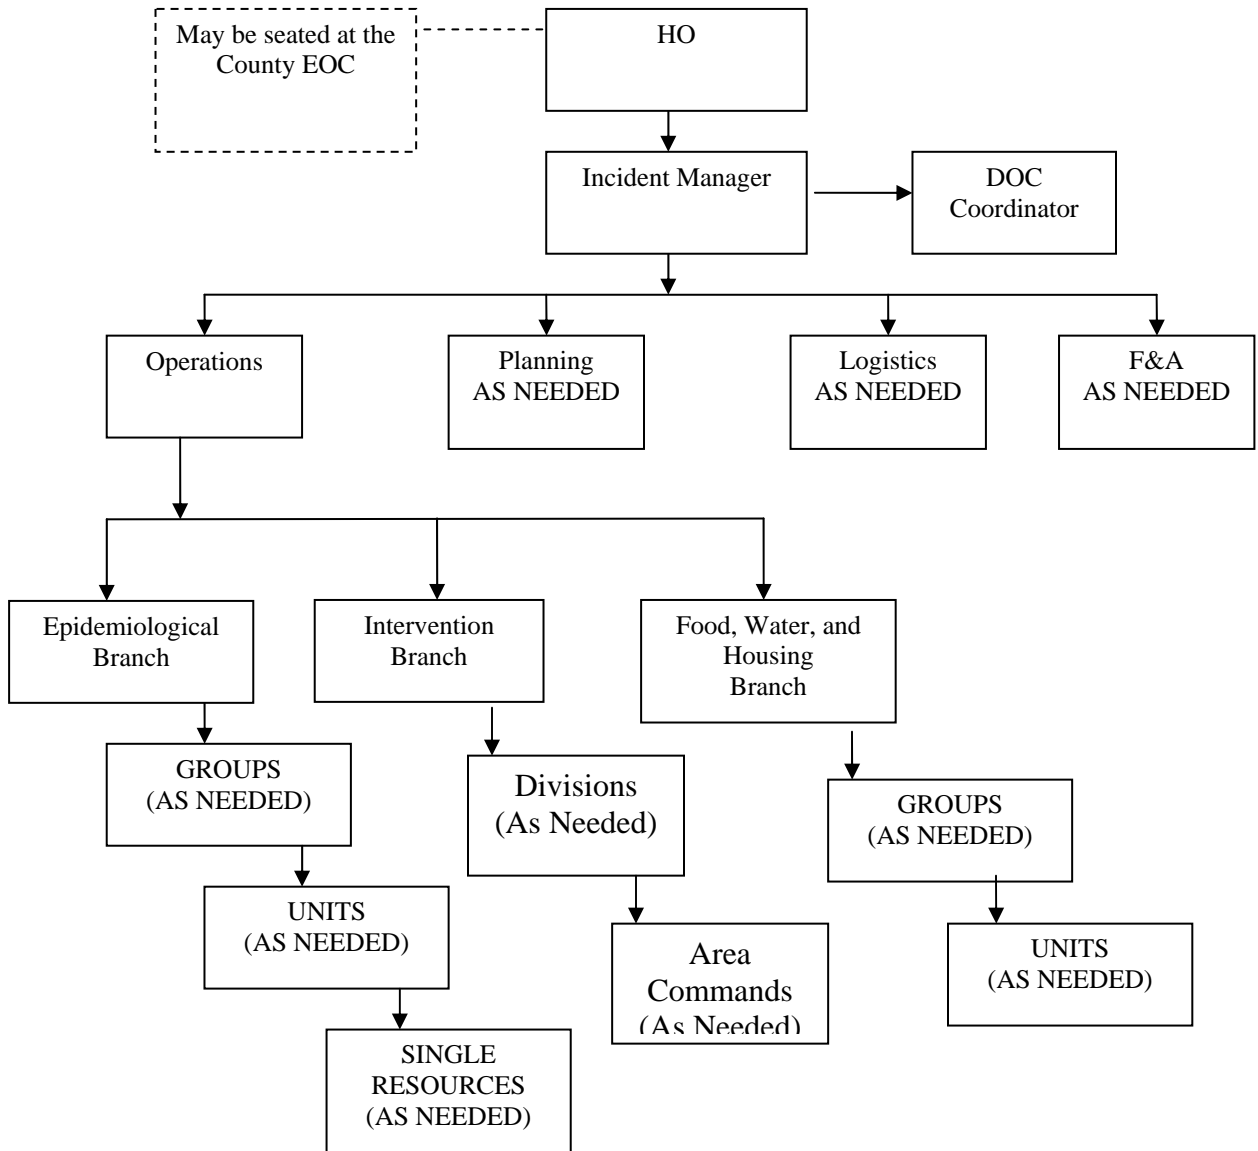 May be seated at the
County EOC
HO
Incident Manager
DOC
Coordinator
Operations
Planning
AS NEEDED
Logistics
AS NEEDED
F&A
AS NEEDED
Epidemiological
Branch
Intervention
Branch
Food, Water, and
Housing
Branch
GROUPS
(AS NEEDED)
Divisions
(As Needed)
GROUPS
(AS NEEDED)
UNITS
(AS NEEDED)
Area
Commands
(As Needed)
UNITS
(AS NEEDED)
SINGLE
RESOURCES
(AS NEEDED)